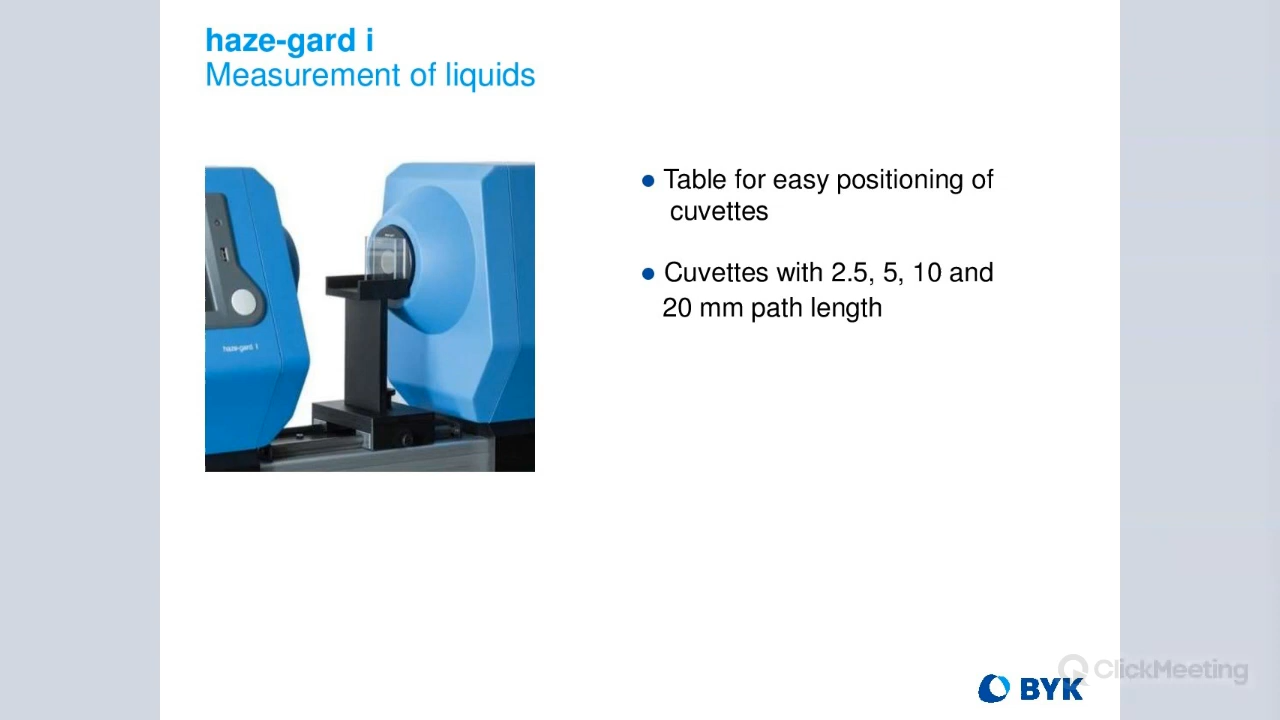 haze-gard i
Measurement of liquids
● Table for easy positioning of
cuvettes
● Cuvettes with 2.5, 5, 10 and
20 mm path length
haze-gard i
BYK
ClickMeeting